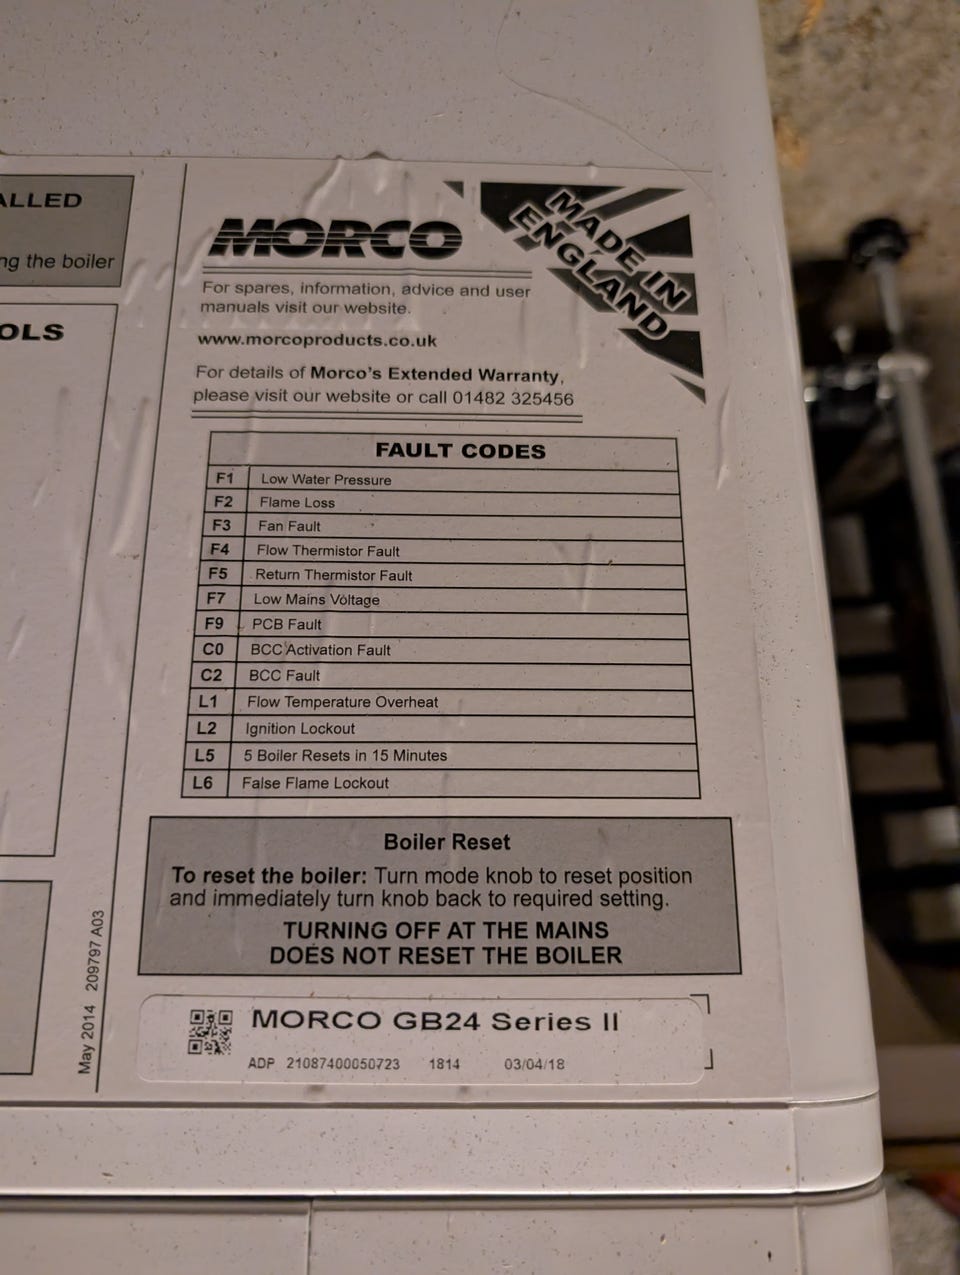 ALLED
ng the boiler
OLS
MORCO
MADE IN
ENGLAND
For spares, information, advice and user
manuals visit our website.
www.morcoproducts.co.uk
For details of Morco's Extended Warranty,
please visit our website or call 01482 325456
FAULT CODES
F1 Low Water Pressure
F2 Flame Loss
F3 Fan Fault
F4 Flow Thermistor Fault
F5 Return Thermistor Fault
F7 Low Mains Voltage
F9 PCB Fault
C0 BCC Activation Fault
C2 BCC Fault
L1 Flow Temperature Overheat
L2 Ignition Lockout
L5 5 Boiler Resets in 15 Minutes
L6 False Flame Lockout
Boiler Reset
To reset the boiler: Turn mode knob to reset position
and immediately turn knob back to required setting.
TURNING OFF AT THE MAINS
DOES NOT RESET THE BOILER
May 2014 209797 A03
MORCO GB24 Series II
ADP 21087400050723 1814 03/04/18